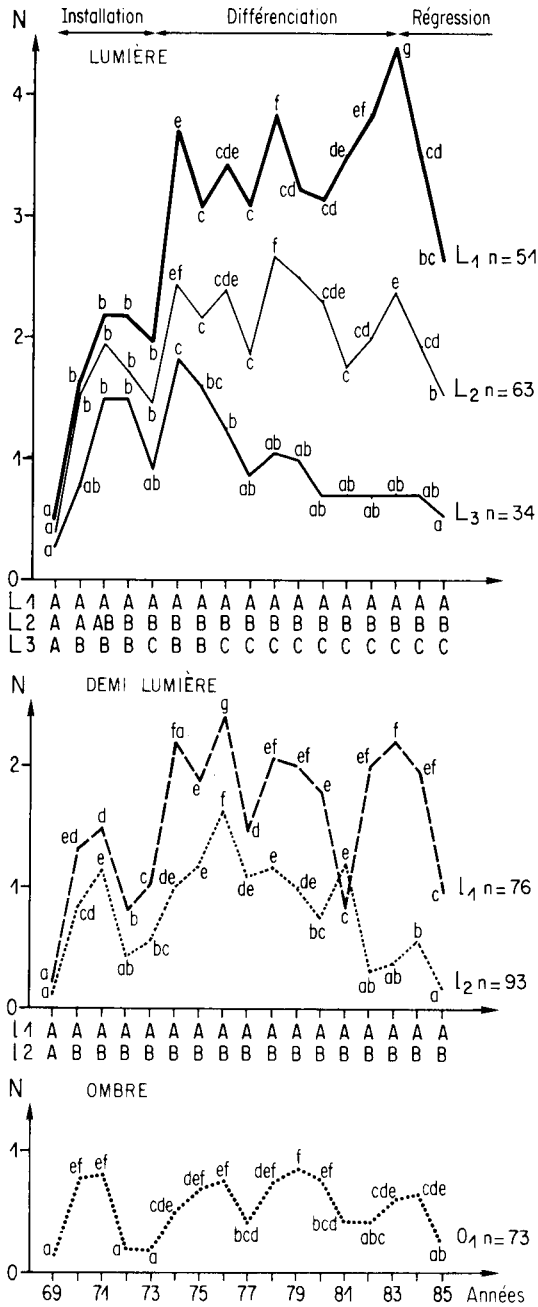 N Installation Différenciation Régression
LUMIÈRE
4
g
f
ef
e
de
cde
cd
cd
cd
3
c
c
bc L1 n=51
f
ef
cde
cde
e
c
cd
cd
2
b
b
b
b
b
c
c
b L2 n=63
b
b
b
b
b
c
bc
b
1
ab
ab
ab
ab
ab
ab
ab
ab
ab
ab
ab
a L3 n=34
a
a
a
0
L1 A A A A A A A A A A A A A A A A A
L2 A A AB B B B B B B B B B B B B B B
L3 A B B B C B B C C C C C C C C C C
N DEMI LUMIÈRE
g
fa
f
ef
ef
ef
ef
2
e
e
f
ed
d
d
e
c
e
e
e
1
de
de
de
cd
b
bc
bc
c
c l1 n=76
b
ab
ab
ab
a
a
a l2 n=93
0
l1 A A A A A A A A A A A A A A A A A
l2 A B B B B B B B B B B B B B B B B
N OMBRE
1
ef ef
def ef
def f ef
cde
cde cde
bcd
bcd abc
a
a a
ab O1 n=73
0
69 71 73 75 77 79 81 83 85 Années